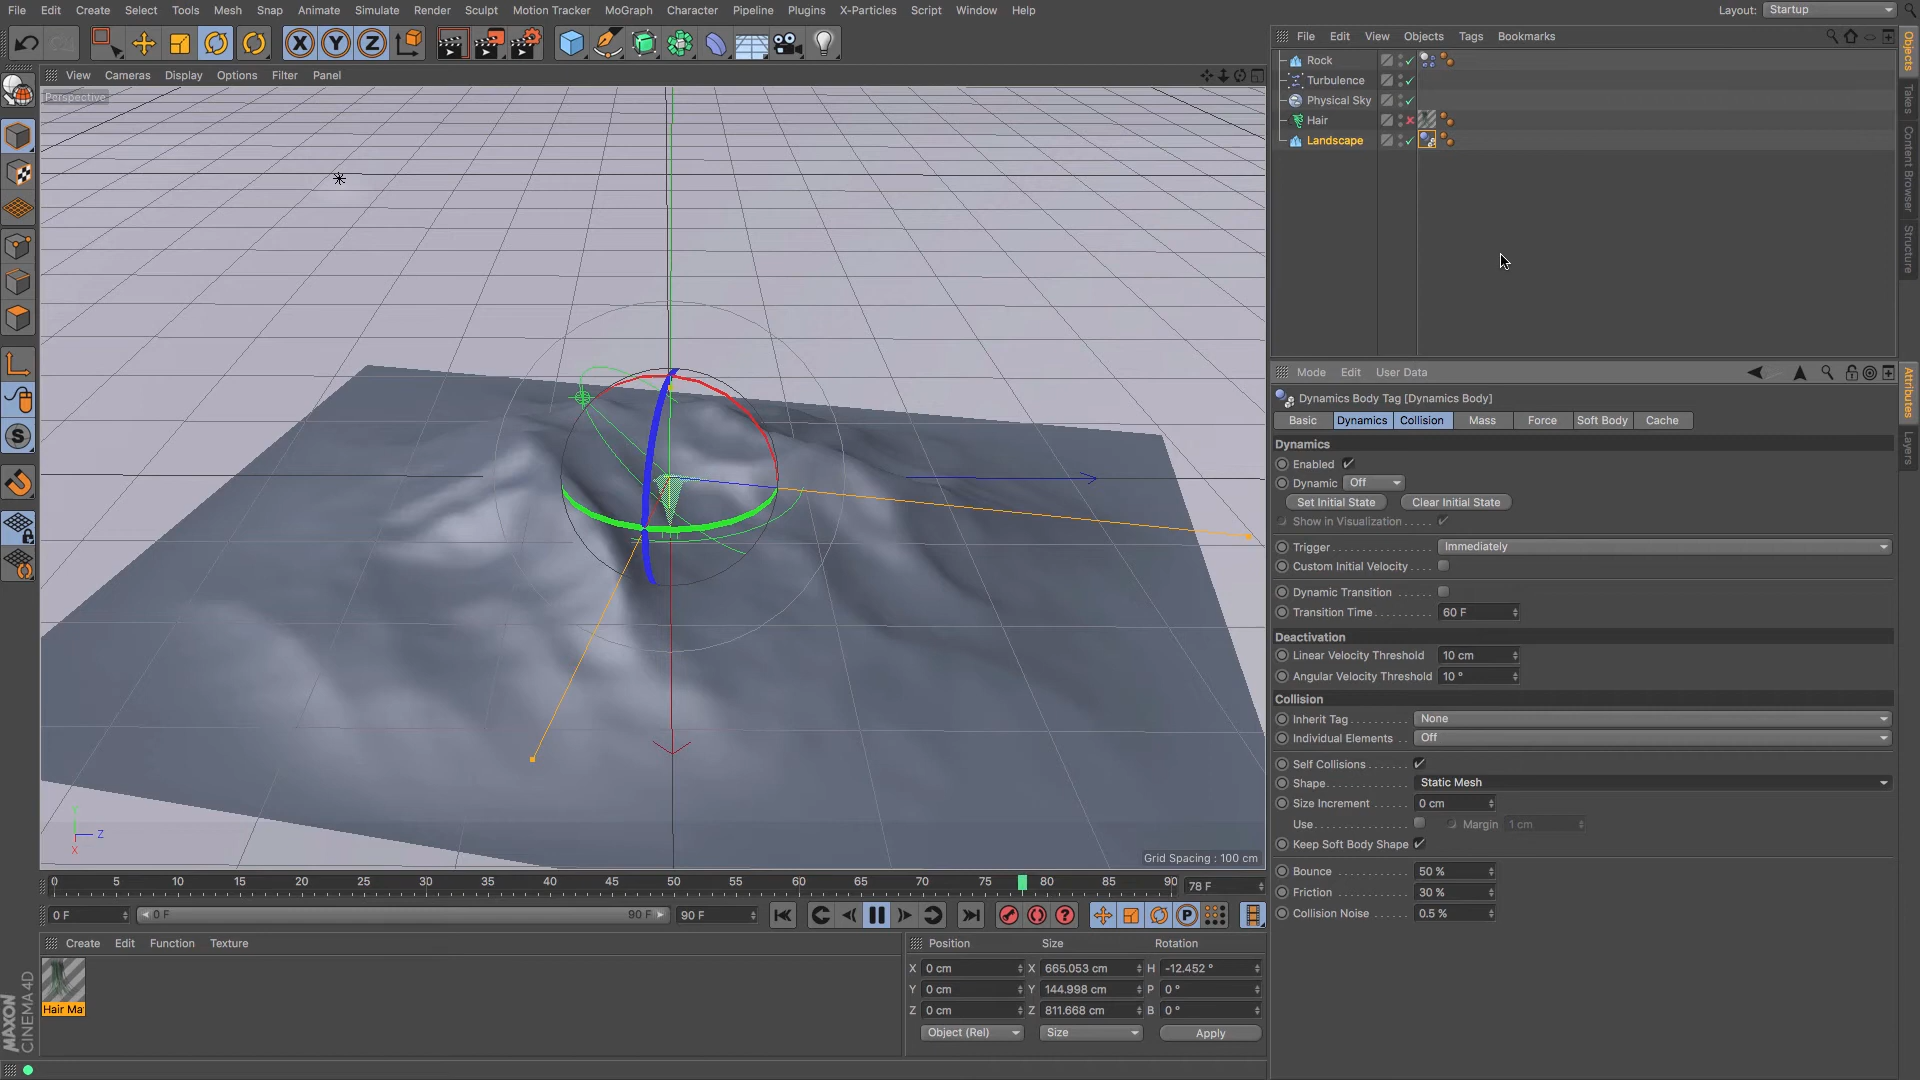 File Edit Create Select Tools Mesh Snap Animate Simulate Render Sculpt Motion Tracker MoGraph Character Pipeline Plugins X-Particles Script Window Help Layout: Startup
File Edit View Objects Tags Bookmarks
X Y Z
View Cameras Display Options Filter Panel
Perspective
Rock
Turbulence
Physical Sky
Hair
Landscape
Objects
Takes
Content Browser
Structure
Mode Edit User Data
Dynamics Body Tag [Dynamics Body]
Basic Dynamics Collision Mass Force Soft Body Cache
Dynamics
Enabled
Dynamic Off
Set Initial State Clear Initial State
Show in Visualization . . . . .
Trigger . . . . . . . . . . . . . . . . . Immediately
Custom Initial Velocity . . . .
Dynamic Transition . . . . . .
Transition Time . . . . . . . . . 60 F
Deactivation
Linear Velocity Threshold 10 cm
Angular Velocity Threshold 10 °
Collision
Inherit Tag . . . . . . . . . None
Individual Elements . . Off
Self Collisions . . . . . . .
Shape . . . . . . . . . . . . . Static Mesh
Size Increment . . . . . . 0 cm
Use . . . . . . . . . . . . . . . Margin 1 cm
Keep Soft Body Shape
Bounce . . . . . . . . . . . . 50 %
Friction . . . . . . . . . . . . 30 %
Collision Noise . . . . . . 0.5 %
Attributes
Layers
Y
Z
X
Grid Spacing : 100 cm
0 5 10 15 20 25 30 35 40 45 50 55 60 65 70 75 80 85 90 78 F
0 F 0 F 90 F 90 F
P
Create Edit Function Texture
Hair Ma
Position Size Rotation
X 0 cm X 665.053 cm H -12.452 °
Y 0 cm Y 144.998 cm P 0 °
Z 0 cm Z 811.668 cm B 0 °
Object (Rel) Size Apply
MAXON
CINEMA 4D